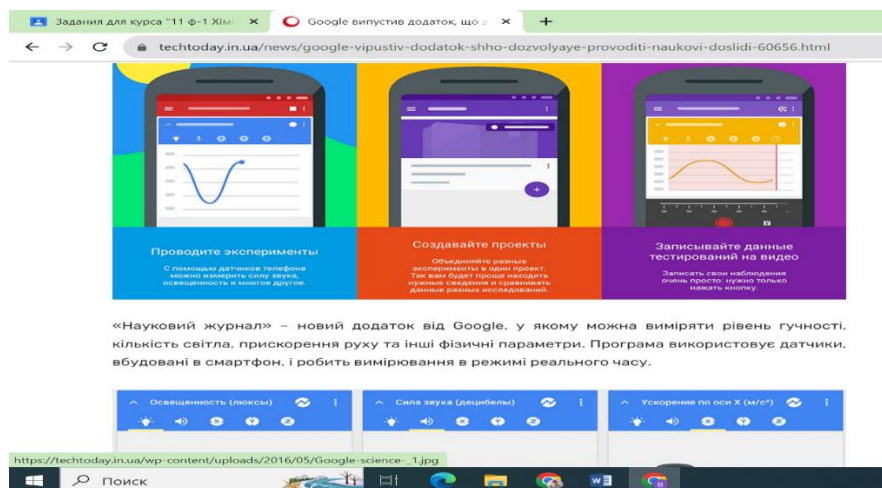 Задания для курса "11 ф-1 Хімі
Google випустив додаток, що д
techtoday.in.ua/news/google-vipustiv-dodatok-shho-dozvolyaye-provoditi-naukovi-doslidi-60656.html
Проводите эксперименты
С помощью датчиков телефона
можно измерить силу звука,
освещенность и многое другое.
Создавайте проекты
Объединяйте разные
эксперименты в один проект.
Так вам будет проще находить
нужные сведения и сравнивать
данные разных исследований.
Записывайте данные
тестирований на видео
Записать свои наблюдения
очень просто: нужно только
нажать кнопку.
«Науковий журнал» – новий додаток від Google, у якому можна виміряти рівень гучності,
кількість світла, прискорення руху та інші фізичні параметри. Програма використовує датчики,
вбудовані в смартфон, і робить вимірювання в режимі реального часу.
Освещенность (люксы)
Сила звука (децибелы)
Ускорение по оси X (м/с²)
https://techtoday.in.ua/wp-content/uploads/2016/05/Google-science-_1.jpg
Поиск